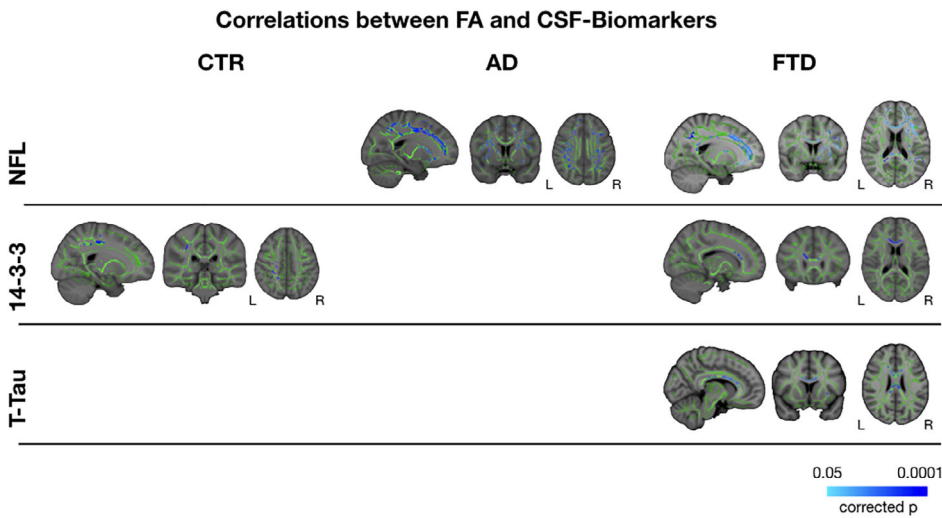 Correlations between FA and CSF-Biomarkers
CTR AD FTD
NFL
L R L R
14-3-3
L R L R
T-Tau
L R
0.05 0.0001
corrected p